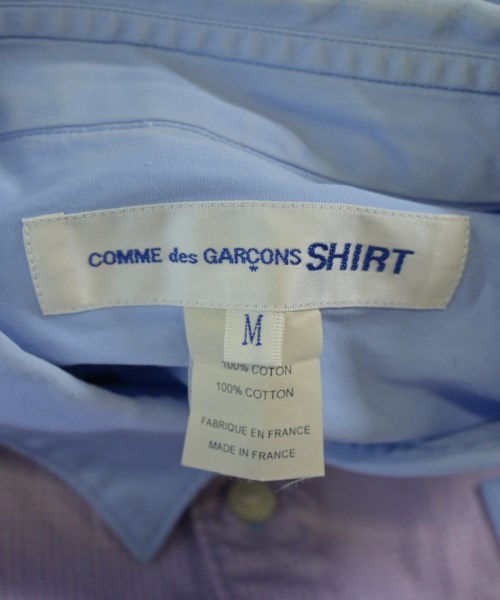 COMME des GARÇONS SHIRT
M
100% COTON
100% COTTON
FABRIQUE EN FRANCE
MADE IN FRANCE